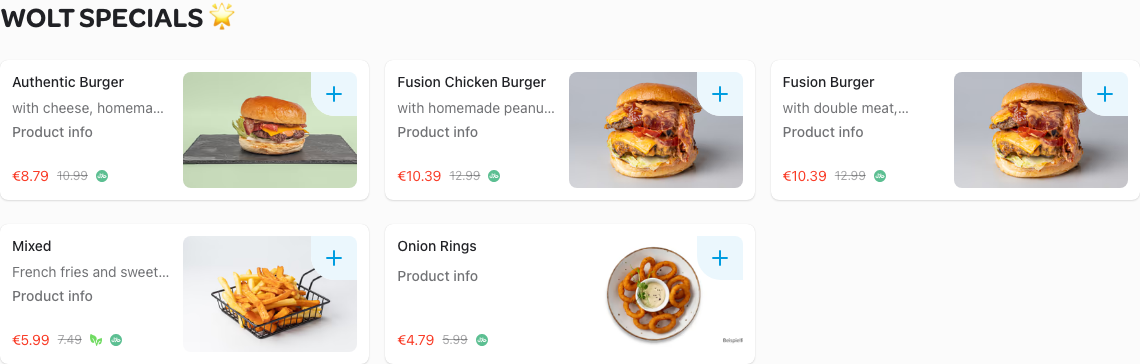 WOLT SPECIALS 🌟
Authentic Burger
with cheese, homema...
Product info
€8.79 10.99
Fusion Chicken Burger
with homemade peanu...
Product info
€10.39 12.99
Fusion Burger
with double meat,...
Product info
€10.39 12.99
Mixed
French fries and sweet...
Product info
€5.99 7.49
Onion Rings
Product info
€4.79 5.99